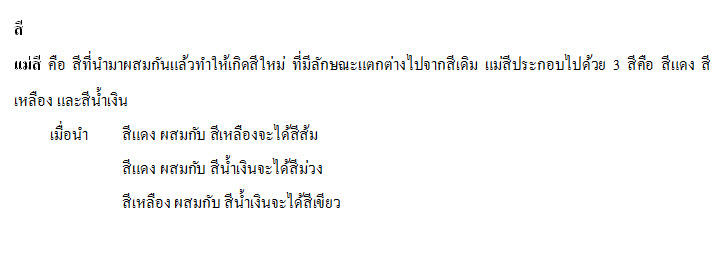 สี
แม่สี คือ สีที่นำมาผสมกันแล้วทำให้เกิดสีใหม่ ที่มีลักษณะแตกต่างไปจากสีเดิม แม่สีประกอบไปด้วย 3 สีคือ สีแดง สี
เหลือง และสีน้ำเงิน
เมื่อนำ สีแดง ผสมกับ สีเหลืองจะได้สีส้ม
สีแดง ผสมกับ สีน้ำเงินจะได้สีม่วง
สีเหลือง ผสมกับ สีน้ำเงินจะได้สีเขียว